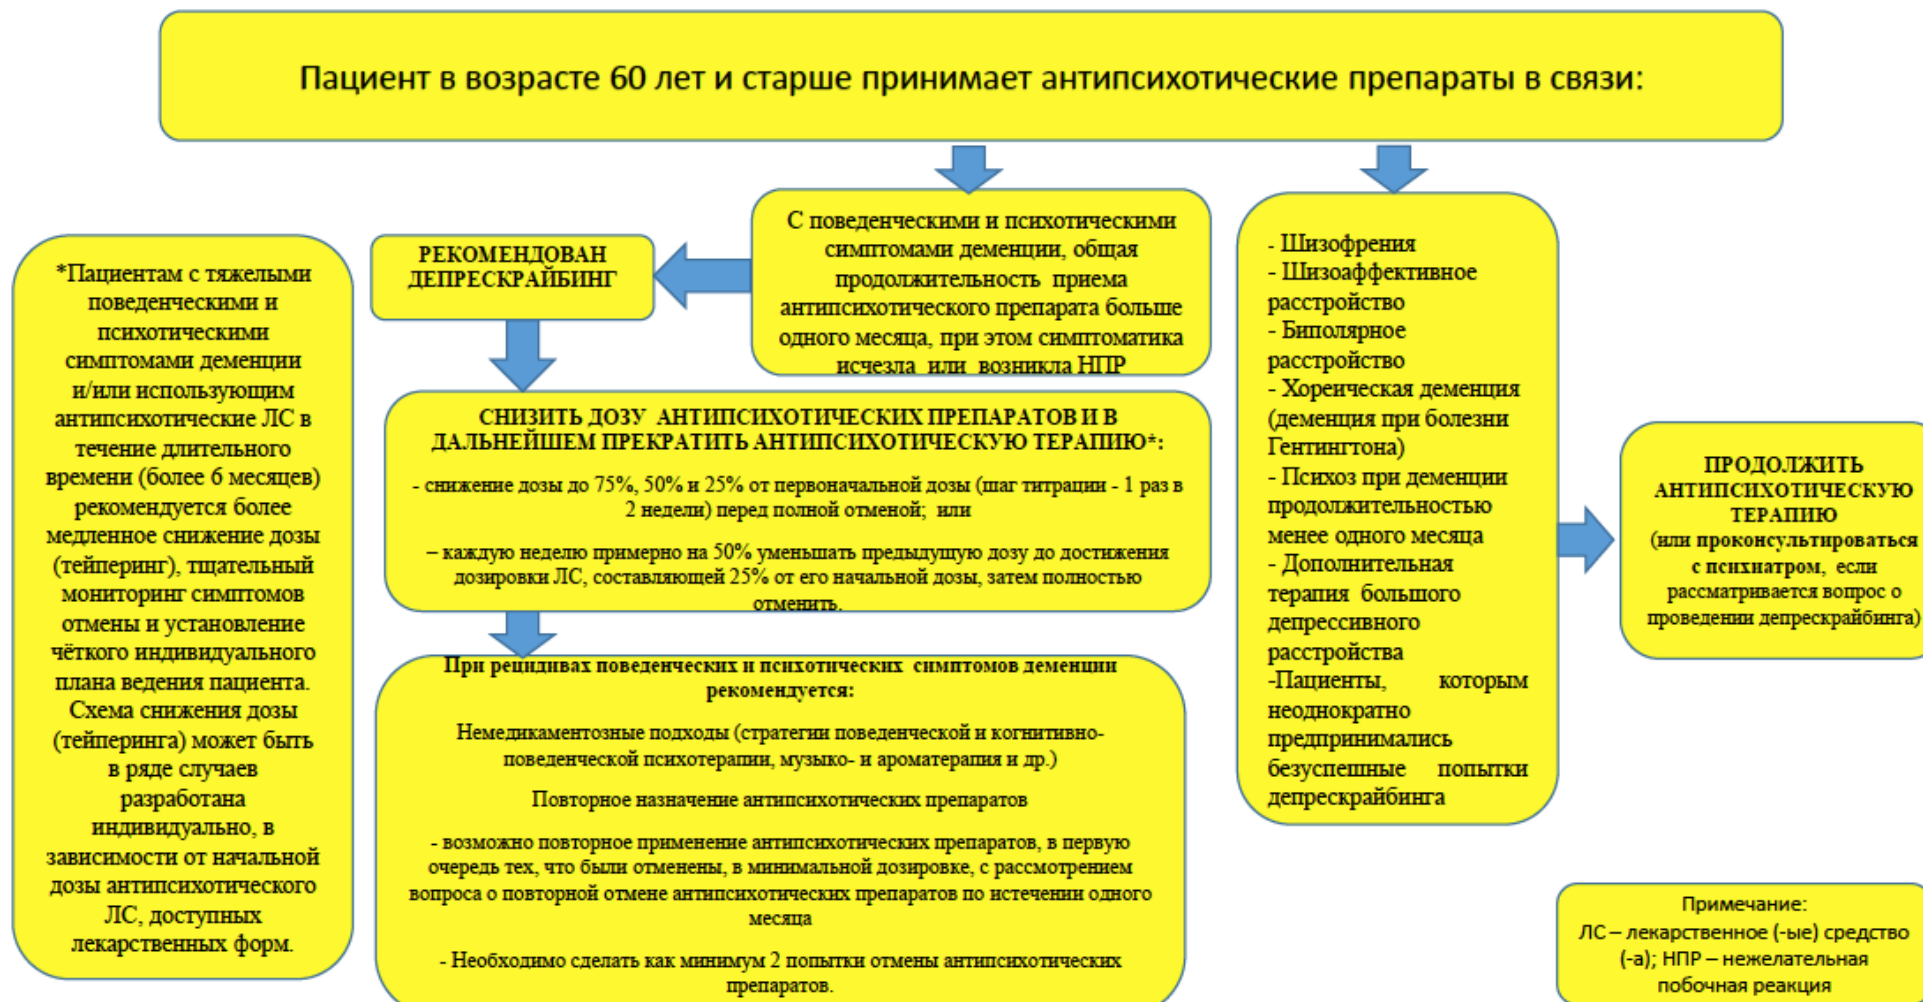 Пациент в возрасте 60 лет и старше принимает антипсихотические препараты в связи:
С поведенческими и психотическими
симптомами деменции, общая
продолжительность приема
антипсихотического препарата больше
одного месяца, при этом симптоматика
исчезла или возникла НПР
РЕКОМЕНДОВАН
ДЕПРЕСКРАЙБИНГ
СНИЗИТЬ ДОЗУ АНТИПСИХОТИЧЕСКИХ ПРЕПАРАТОВ И В
ДАЛЬНЕЙШЕМ ПРЕКРАТИТЬ АНТИПСИХОТИЧЕСКУЮ ТЕРАПИЮ*:
- снижение дозы до 75%, 50% и 25% от первоначальной дозы (шаг титрации - 1 раз в
2 недели) перед полной отменой; или
– каждую неделю примерно на 50% уменьшать предыдущую дозу до достижения
дозировки ЛС, составляющей 25% от его начальной дозы, затем полностью
отменить.
При рецидивах поведенческих и психотических симптомов деменции
рекомендуется:
Немедикаментозные подходы (стратегии поведенческой и когнитивно-
поведенческой психотерапии, музыко- и ароматерапия и др.)
Повторное назначение антипсихотических препаратов
- возможно повторное применение антипсихотических препаратов, в первую
очередь тех, что были отменены, в минимальной дозировке, с рассмотрением
вопроса о повторной отмене антипсихотических препаратов по истечении одного
месяца
- Необходимо сделать как минимум 2 попытки отмены антипсихотических
препаратов.
*Пациентам с тяжелыми
поведенческими и
психотическими
симптомами деменции
и/или использующим
антипсихотические ЛС в
течение длительного
времени (более 6 месяцев)
рекомендуется более
медленное снижение дозы
(тейперинг), тщательный
мониторинг симптомов
отмены и установление
чёткого индивидуального
плана ведения пациента.
Схема снижения дозы
(тейперинга) может быть
в ряде случаев
разработана
индивидуально, в
зависимости от начальной
дозы антипсихотического
ЛС, доступных
лекарственных форм.
- Шизофрения
- Шизоаффективное
расстройство
- Биполярное
расстройство
- Хореическая деменция
(деменция при болезни
Гентингтона)
- Психоз при деменции
продолжительностью
менее одного месяца
- Дополнительная
терапия большого
депрессивного
расстройства
-Пациенты, которым
неоднократно
предпринимались
безуспешные попытки
депрескрайбинга
ПРОДОЛЖИТЬ
АНТИПСИХОТИЧЕСКУЮ
ТЕРАПИЮ
(или проконсультироваться
с психиатром, если
рассматривается вопрос о
проведении депрескрайбинга)
Примечание:
ЛС – лекарственное (-ые) средство
(-а); НПР – нежелательная
побочная реакция